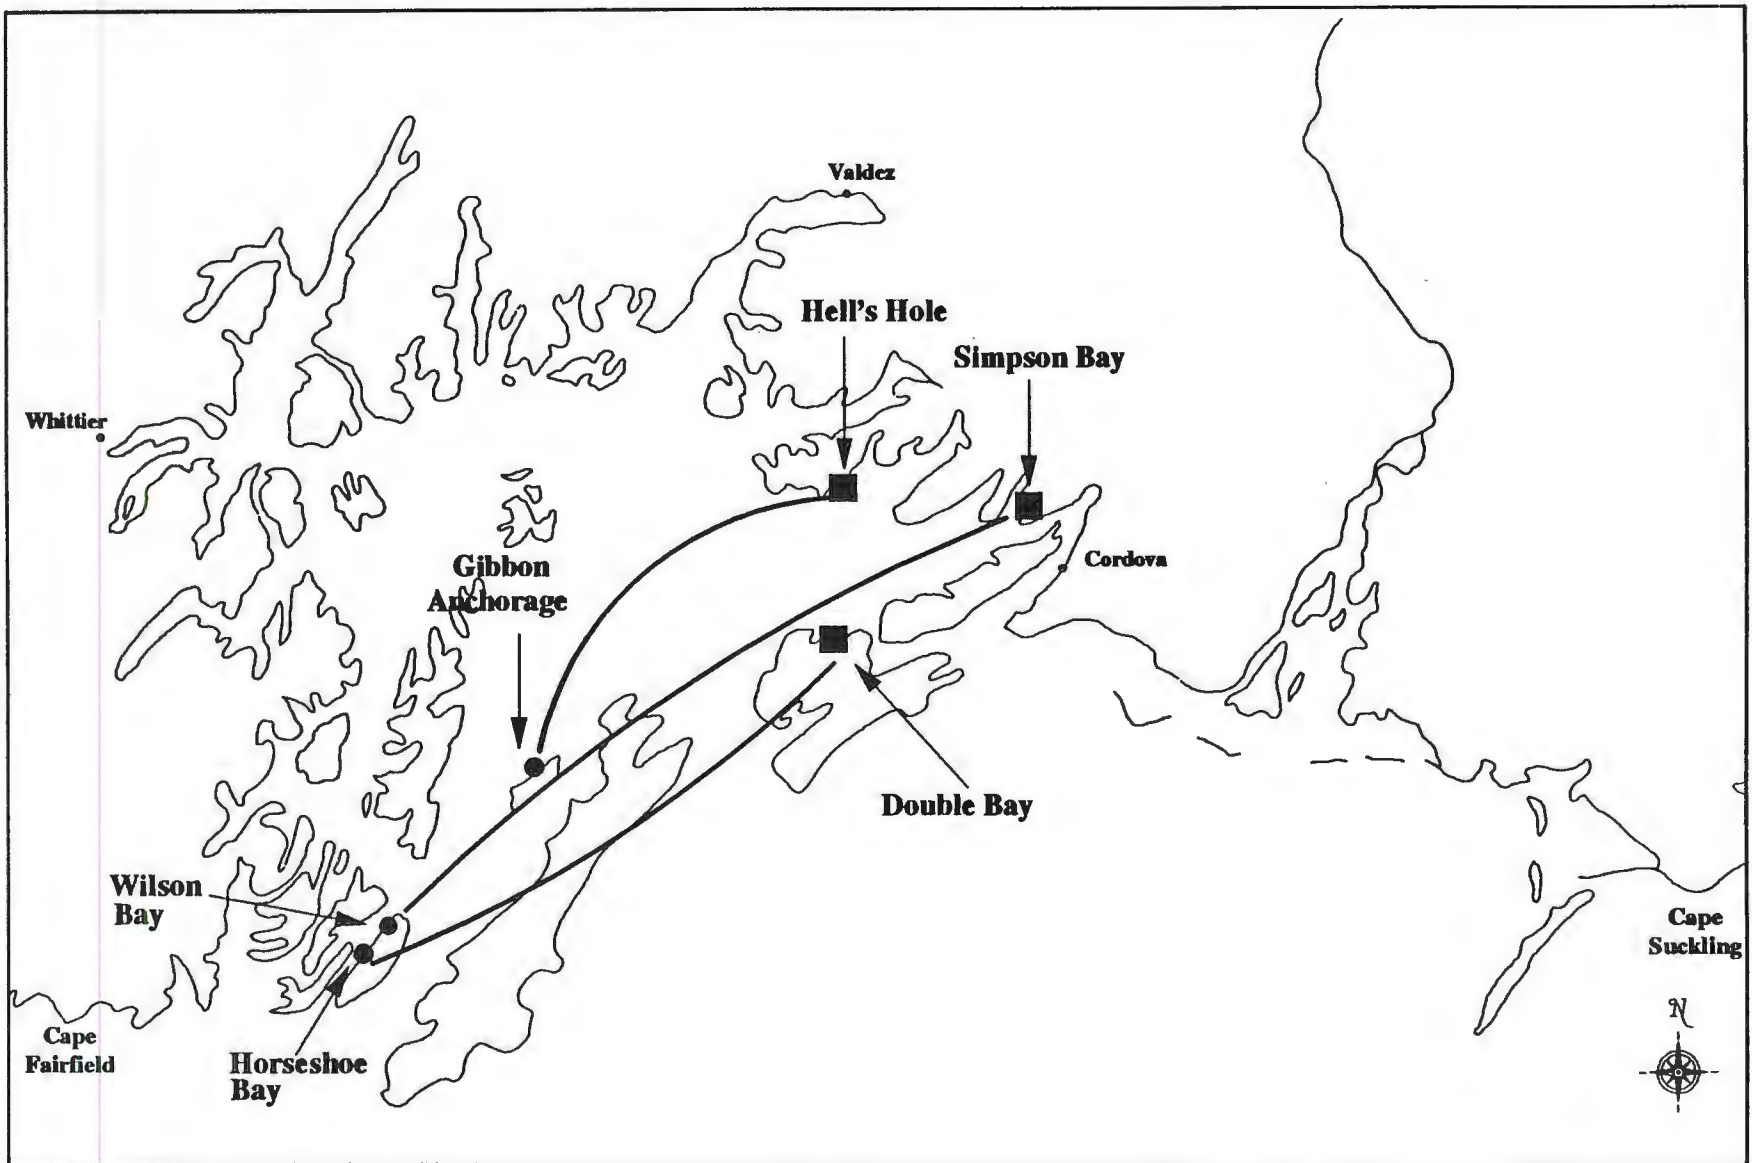 Valdez
Hell's Hole
Simpson Bay
Whittier
Gibbon
Anchorage
Cordova
Double Bay
Wilson
Bay
Cape
Suckling
Cape
Fairfield
Horseshoe
Bay
N